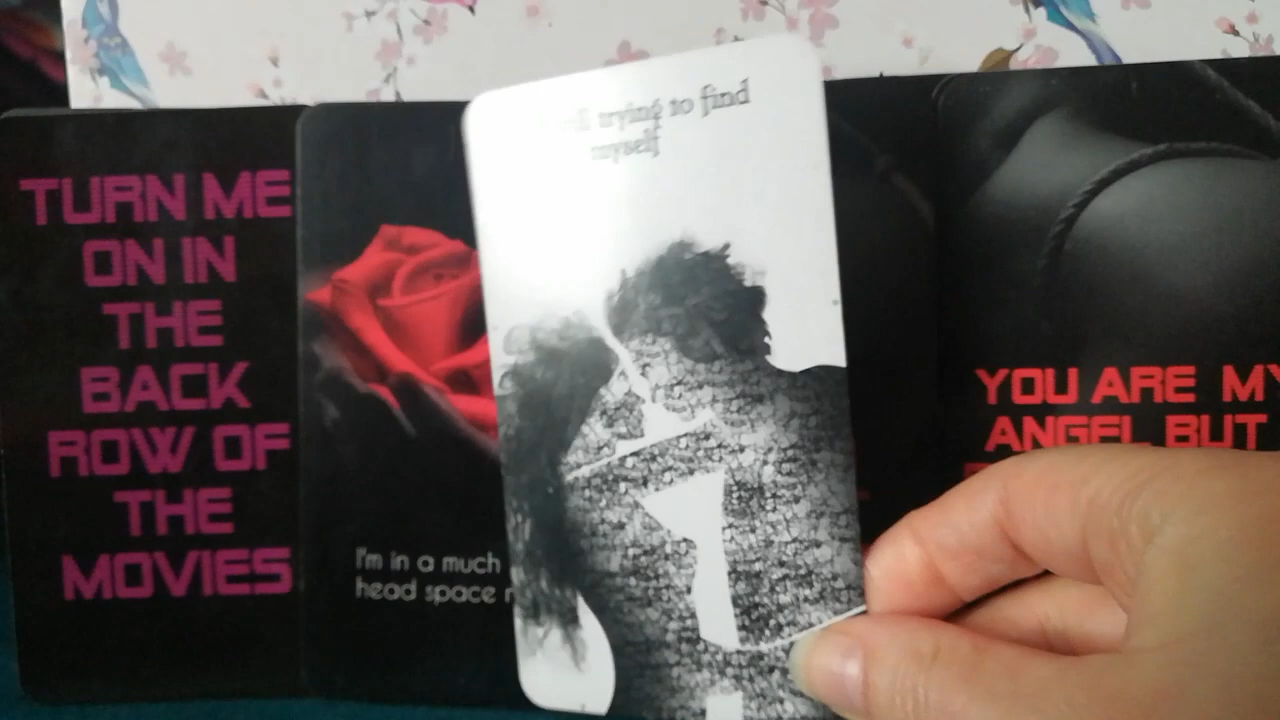 TURN ME
ON IN
THE
BACK
ROW OF
THE
MOVIES
I'm in a much
head space
trying to find
myself
YOU ARE MY
ANGEL BUT